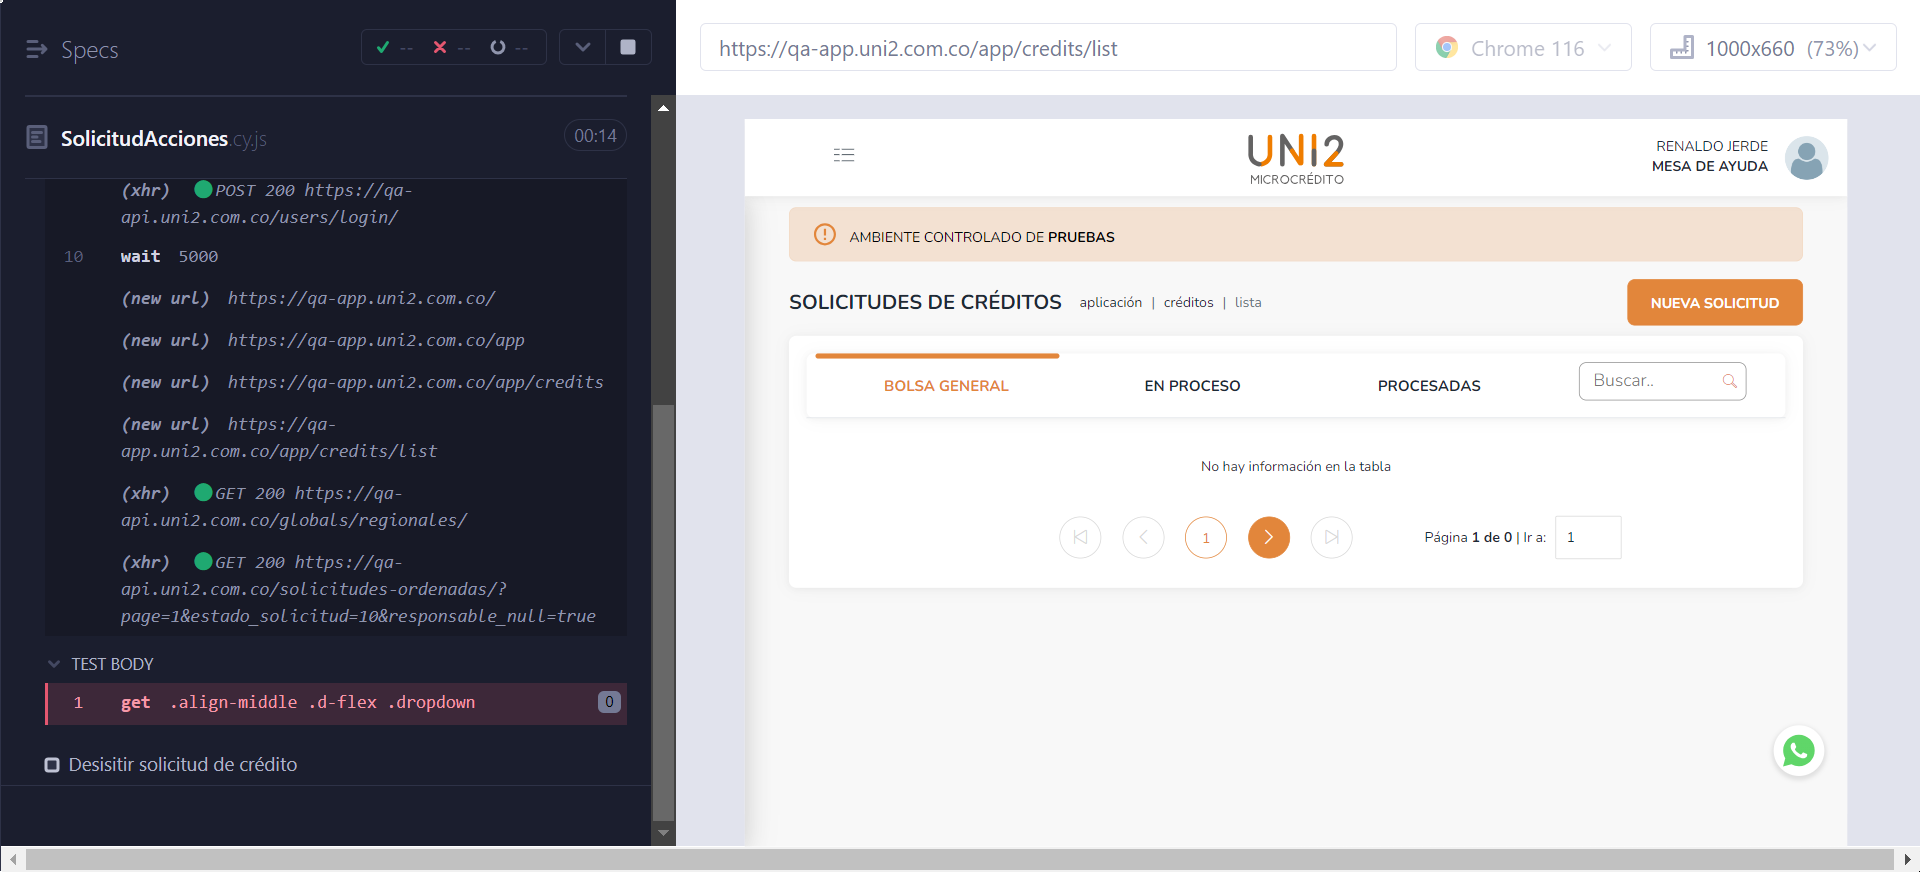 Specs
-- -- --
SolicitudAcciones.cy.js
00:14
(xhr) POST 200 https://qa-
api.uni2.com.co/users/login/
10 wait 5000
(new url) https://qa-app.uni2.com.co/
(new url) https://qa-app.uni2.com.co/app
(new url) https://qa-app.uni2.com.co/app/credits
(new url) https://qa-
app.uni2.com.co/app/credits/list
(xhr) GET 200 https://qa-
api.uni2.com.co/globals/regionales/
(xhr) GET 200 https://qa-
api.uni2.com.co/solicitudes-ordenadas/?
page=1&estado_solicitud=10&responsable_null=true
TEST BODY
1 get .align-middle .d-flex .dropdown 0
Desisitir solicitud de crédito
https://qa-app.uni2.com.co/app/credits/list
Chrome 116
1000x660 (73%)
UNI2
MICROCRÉDITO
RENALDO JERDE
MESA DE AYUDA
AMBIENTE CONTROLADO DE PRUEBAS
SOLICITUDES DE CRÉDITOS aplicación | créditos | lista
NUEVA SOLICITUD
BOLSA GENERAL EN PROCESO PROCESADAS Buscar..
No hay información en la tabla
1 Página 1 de 0 | Ir a: 1